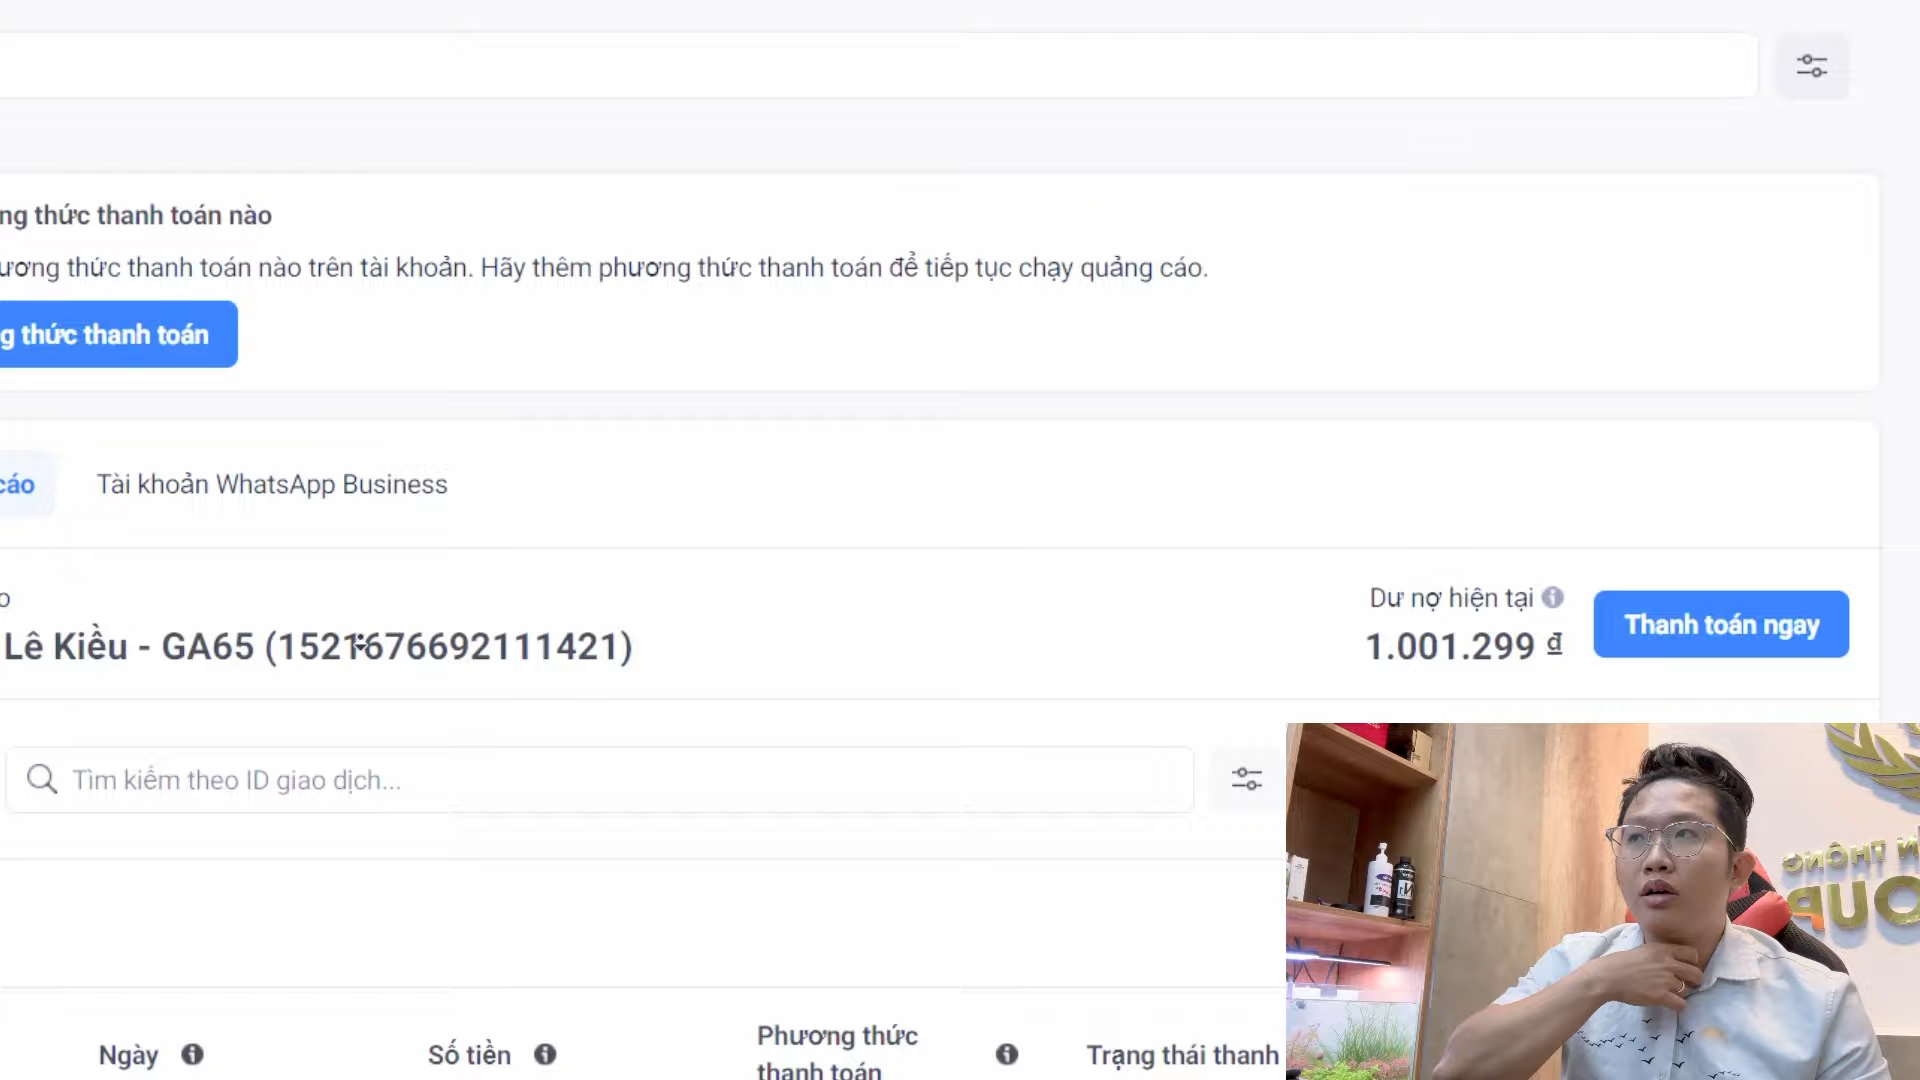 ng thức thanh toán nào
ương thức thanh toán nào trên tài khoản. Hãy thêm phương thức thanh toán để tiếp tục chạy quảng cáo.
g thức thanh toán
cáo
Tài khoản WhatsApp Business
o
Dư nợ hiện tại
Lê Kiều - GA65 (1521676692111421)
1.001.299 ₫
Thanh toán ngay
Tìm kiếm theo ID giao dịch...
Ngày
Số tiền
Phương thức
thanh toán
Trạng thái thanh